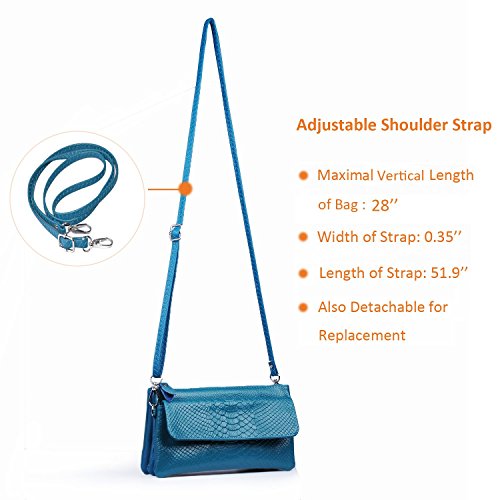 Adjustable Shoulder Strap
Maximal Vertical Length
of Bag : 28’’
Width of Strap: 0.35’’
Length of Strap: 51.9’’
Also Detachable for
Replacement